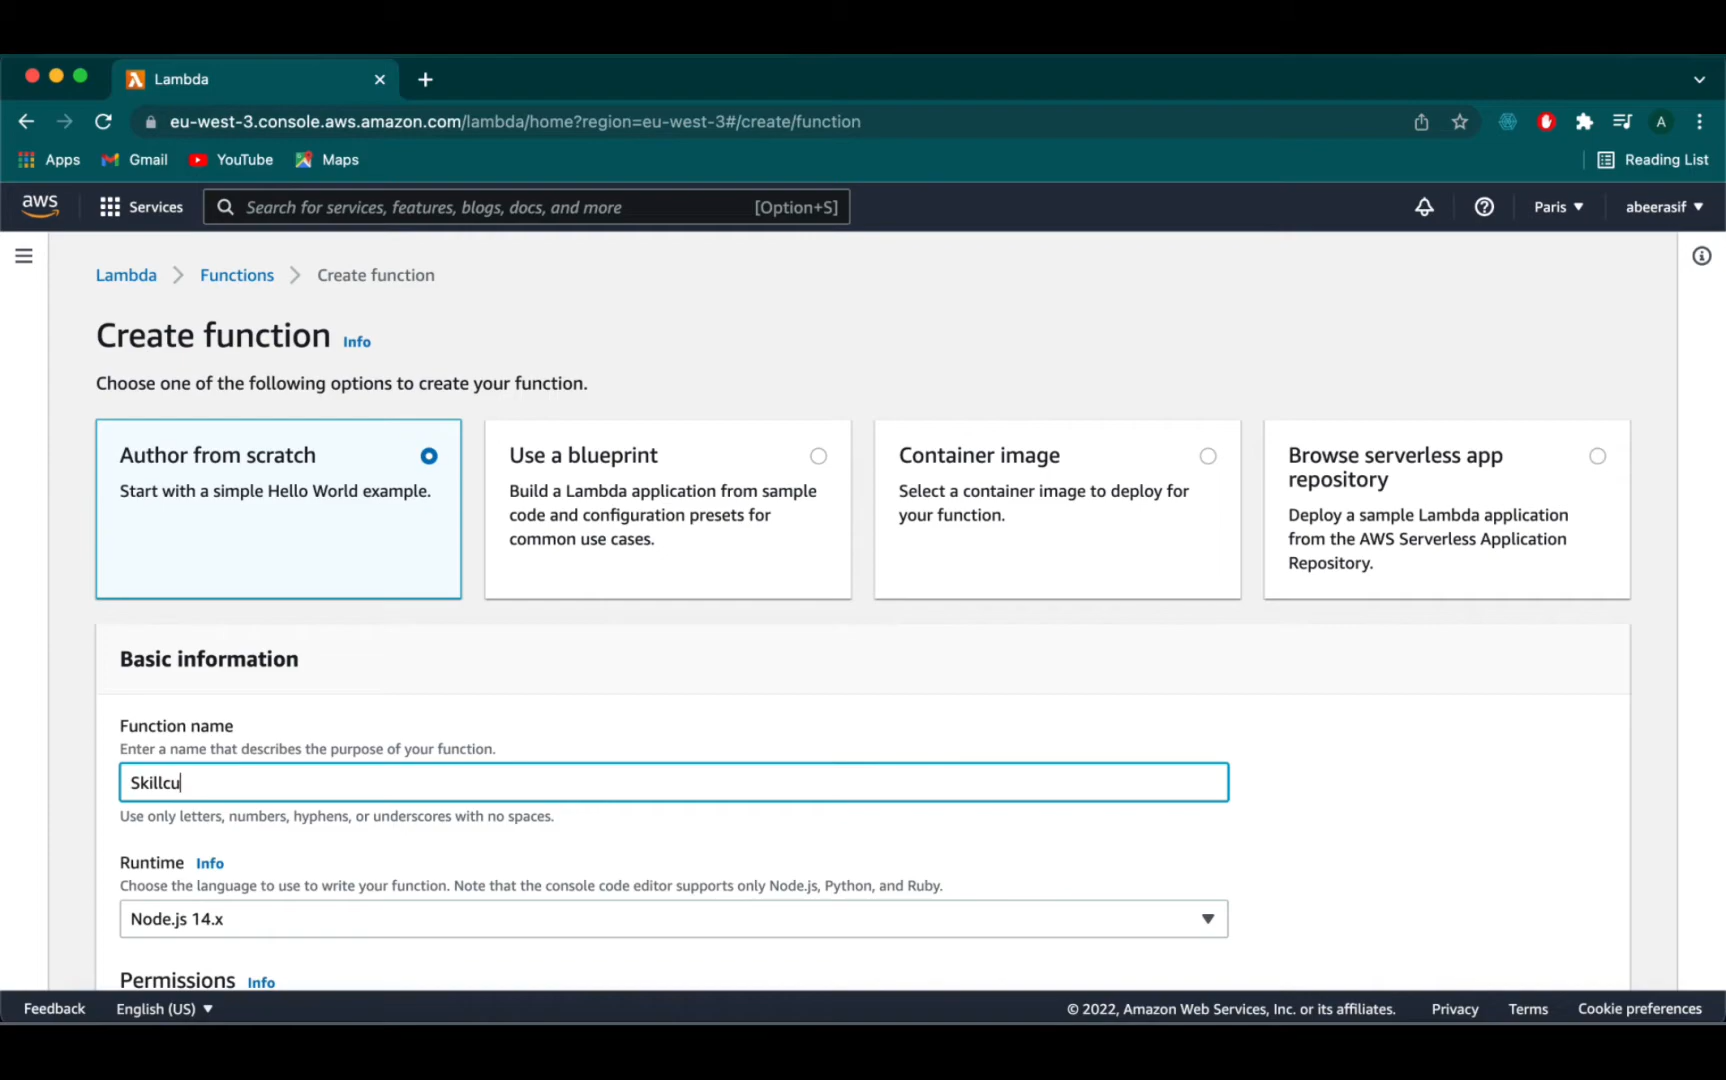 Lambda
eu-west-3.console.aws.amazon.com/lambda/home?region=eu-west-3#/create/function
A
Apps Gmail YouTube Maps Reading List
aws Services Search for services, features, blogs, docs, and more [Option+S] Paris abeerasif
Lambda Functions Create function
Create function Info
Choose one of the following options to create your function.
Author from scratch
Start with a simple Hello World example.
Use a blueprint
Build a Lambda application from sample
code and configuration presets for
common use cases.
Container image
Select a container image to deploy for
your function.
Browse serverless app
repository
Deploy a sample Lambda application
from the AWS Serverless Application
Repository.
Basic information
Function name
Enter a name that describes the purpose of your function.
Skillcu
Use only letters, numbers, hyphens, or underscores with no spaces.
Runtime Info
Choose the language to use to write your function. Note that the console code editor supports only Node.js, Python, and Ruby.
Node.js 14.x
Permissions Info
Feedback English (US) © 2022, Amazon Web Services, Inc. or its affiliates. Privacy Terms Cookie preferences